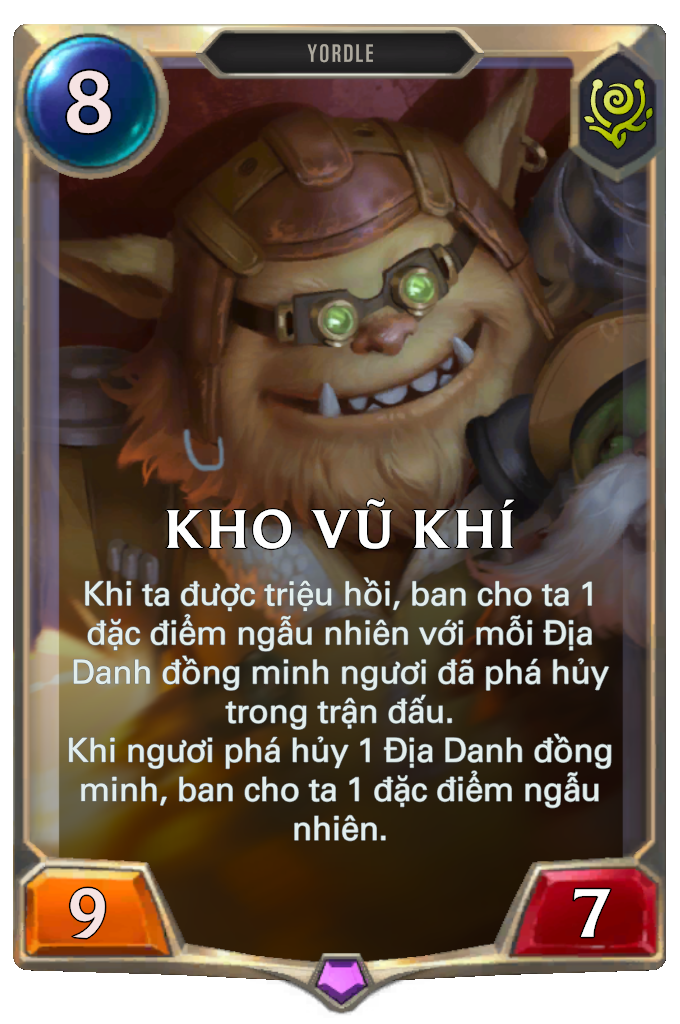 YORDLE
8
KHO VŨ KHÍ
Khi ta được triệu hồi, ban cho ta 1
đặc điểm ngẫu nhiên với mỗi Địa
Danh đồng minh ngươi đã phá hủy
trong trận đấu.
Khi ngươi phá hủy 1 Địa Danh đồng
minh, ban cho ta 1 đặc điểm ngẫu
nhiên.
9
7